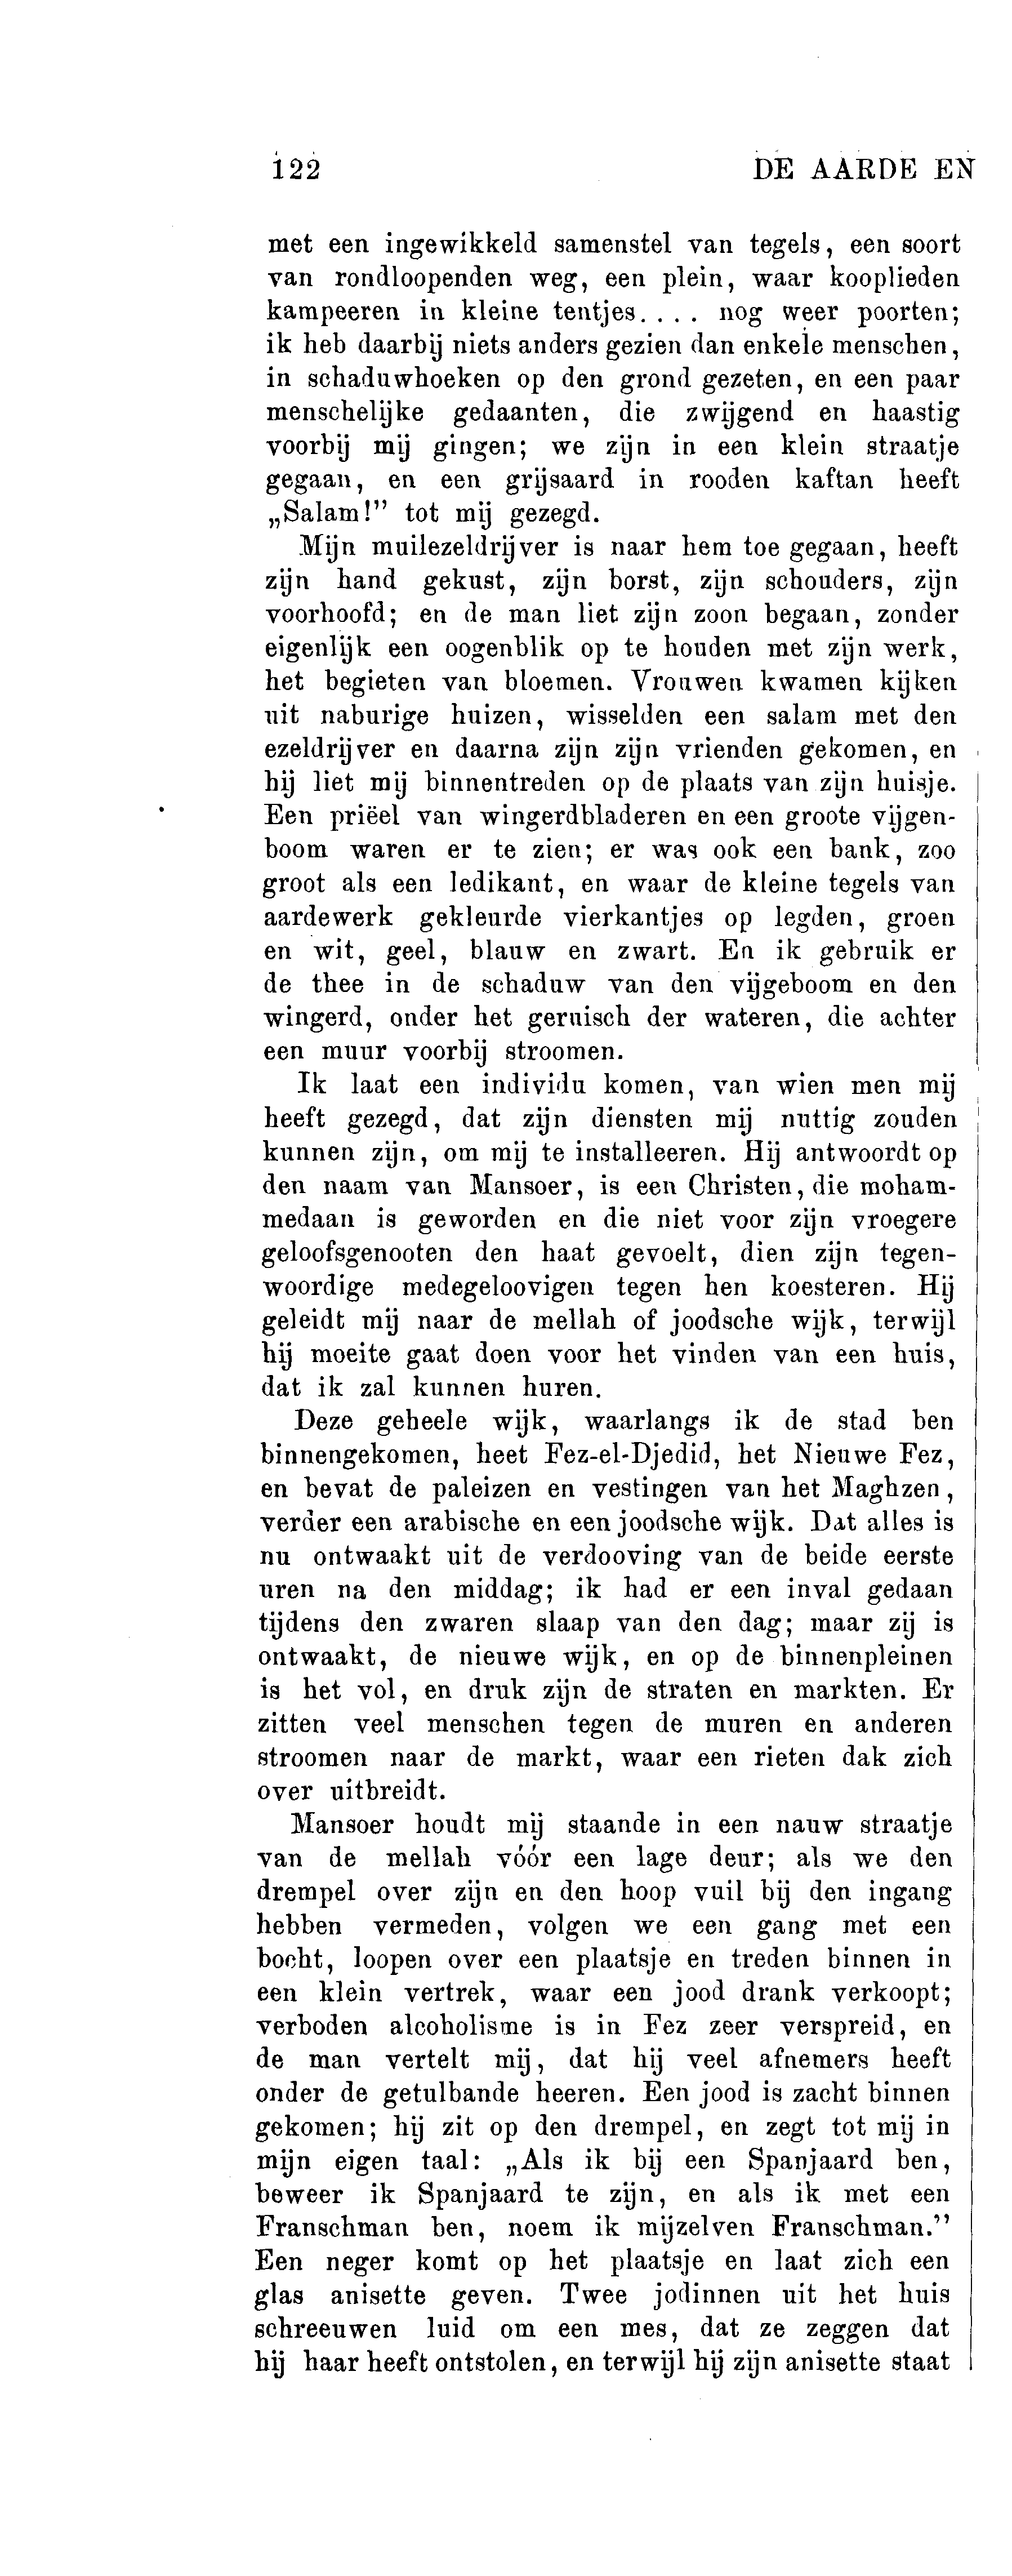 122 DE AARDE EN
met een ingewikkeld samenstel van tegels, een soort
van rondloopenden weg, een plein, waar kooplieden
kampeeren in kleine tentjes.... nog weer poorten;
ik heb daarbij niets anders gezien dan enkele menschen,
in schaduwhoeken op den grond gezeten, en een paar
menschelijke gedaanten, die zwijgend en haastig
voorbij mij gingen; we zijn in een klein straatje
gegaan, en een grijsaard in rooden kaftan heeft
„Salam!” tot mij gezegd.
Mijn muilezeldrijver is naar hem toe gegaan, heeft
zijn hand gekust, zijn borst, zijn schouders, zijn
voorhoofd; en de man liet zijn zoon begaan, zonder
eigenlijk een oogenblik op te houden met zijn werk,
het begieten van bloemen. Vrouwen kwamen kijken
uit naburige huizen, wisselden een salam met den
ezeldrijver en daarna zijn zijn vrienden gekomen, en
hij liet mij binnentreden op de plaats van zijn huisje.
Een priëel van wingerdbladeren en een groote vijgen-
boom waren er te zien; er was ook een bank, zoo
groot als een ledikant, en waar de kleine tegels van
aardewerk gekleurde vierkantjes op legden, groen
en wit, geel, blauw en zwart. En ik gebruik er
de thee in de schaduw van den vijgeboom en den
wingerd, onder het geruisch der wateren, die achter
een muur voorbij stroomen.
Ik laat een individu komen, van wien men mij
heeft gezegd, dat zijn diensten mij nuttig zouden
kunnen zijn, om mij te installeeren. Hij antwoordt op
den naam van Mansoer, is een Christen, die moham-
medaan is geworden en die niet voor zijn vroegere
geloofsgenooten den haat gevoelt, dien zijn tegen-
woordige medegeloovigen tegen hen koesteren. Hij
geleidt mij naar de mellah of joodsche wijk, terwijl
hij moeite gaat doen voor het vinden van een huis,
dat ik zal kunnen huren.
Deze geheele wijk, waarlangs ik de stad ben
binnengekomen, heet Fez-el-Djedid, het Nieuwe Fez,
en bevat de paleizen en vestingen van het Maghzen,
verder een arabische en een joodsche wijk. Dat alles is
nu ontwaakt uit de verdooving van de beide eerste
uren na den middag; ik had er een inval gedaan
tijdens den zwaren slaap van den dag; maar zij is
ontwaakt, de nieuwe wijk, en op de binnenpleinen
is het vol, en druk zijn de straten en markten. Er
zitten veel menschen tegen de muren en anderen
stroomen naar de markt, waar een rieten dak zich
over uitbreidt.
Mansoer houdt mij staande in een nauw straatje
van de mellah vóór een lage deur; als we den
drempel over zijn en den hoop vuil bij den ingang
hebben vermeden, volgen we een gang met een
bocht, loopen over een plaatsje en treden binnen in
een klein vertrek, waar een jood drank verkoopt;
verboden alcoholisme is in Fez zeer verspreid, en
de man vertelt mij, dat hij veel afnemers heeft
onder de getulbande heeren. Een jood is zacht binnen
gekomen; hij zit op den drempel, en zegt tot mij in
mijn eigen taal: „Als ik bij een Spanjaard ben,
beweer ik Spanjaard te zijn, en als ik met een
Franschman ben, noem ik mijzelven Franschman.”
Een neger komt op het plaatsje en laat zich een
glas anisette geven. Twee jodinnen uit het huis
schreeuwen luid om een mes, dat ze zeggen dat
hij haar heeft ontstolen, en terwijl hij zijn anisette staat